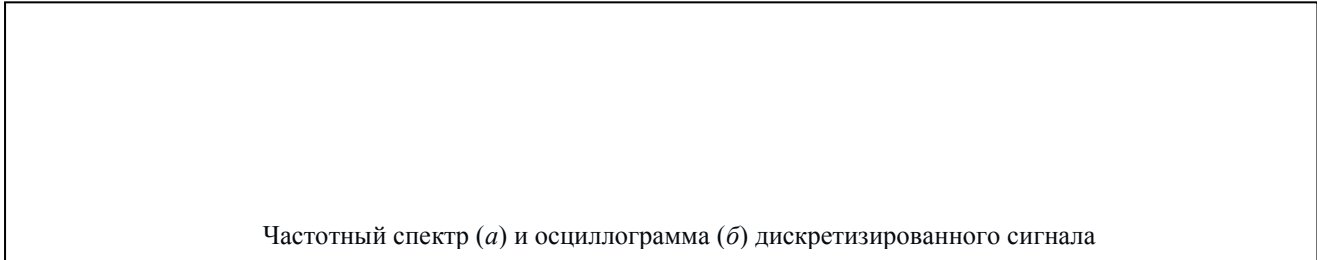 Частотный спектр (а) и осциллограмма (б) дискретизированного сигнала